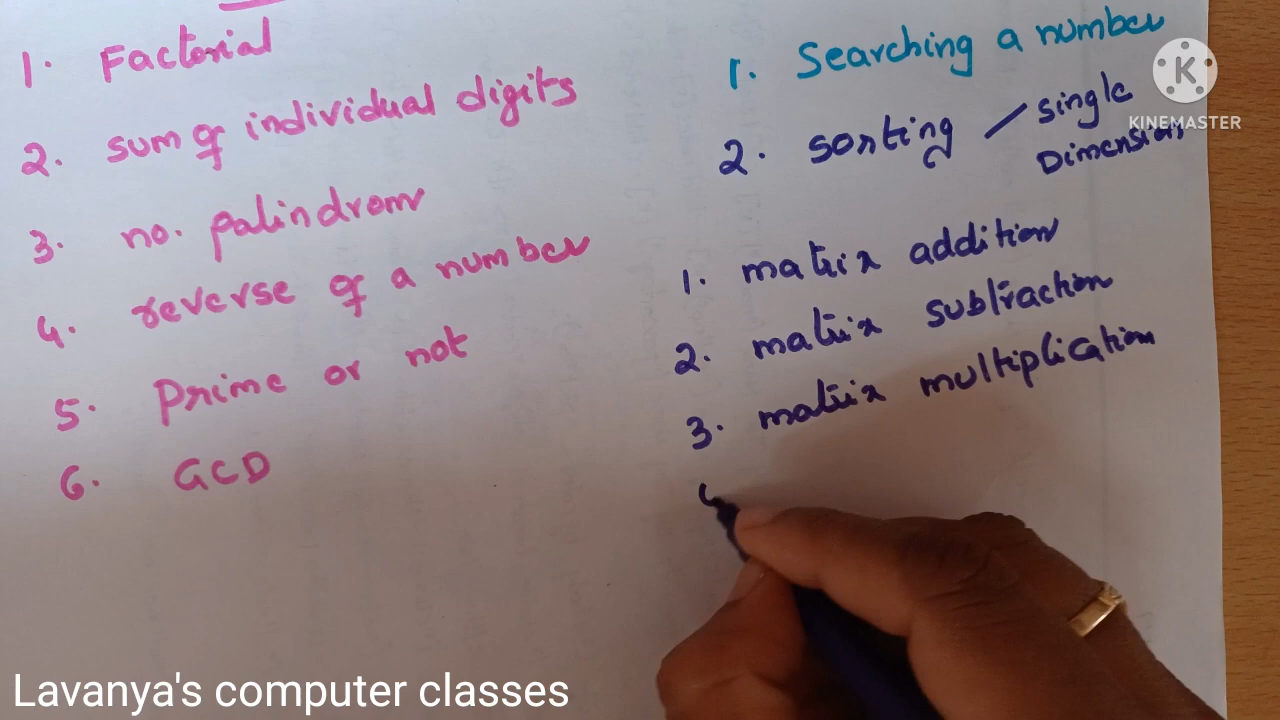 1. Factorial
2. sum of individual digits
3. no. palindrom
4. reverse of a number
5. Prime or not
6. GCD
1. Searching a number
2. sorting – single
Dimension
1. matrix addition
2. matrix subtraction
3. matrix multiplication
K
KINEMASTER
Lavanya's computer classes